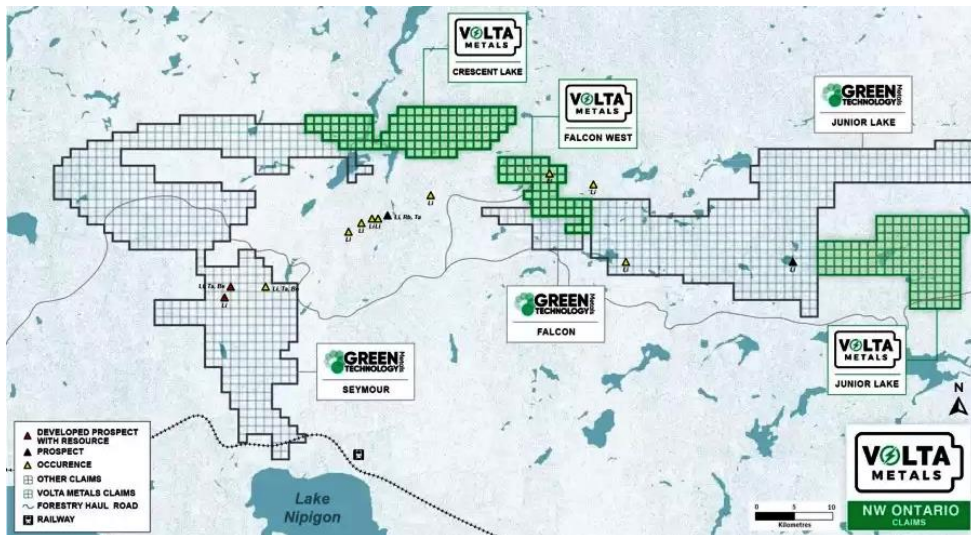 VOLTA
METALS
CRESCENT LAKE
VOLTA
METALS
FALCON WEST
GREEN
TECHNOLOGY
Metals
JUNIOR LAKE
Li
Li
Li
Li, Rb, Ta
Li
Li
Li
Li
Li
Li
Li, Ta, Be
Li
Li, Ta, Be
GREEN
TECHNOLOGY
Metals
FALCON
GREEN
TECHNOLOGY
Metals
SEYMOUR
VOLTA
METALS
JUNIOR LAKE
N
DEVELOPED PROSPECT
WITH RESOURCE
PROSPECT
OCCURENCE
OTHER CLAIMS
VOLTA METALS CLAIMS
FORESTRY HAUL ROAD
RAILWAY
Lake
Nipigon
0 5 10
Kilometres
VOLTA
METALS
NW ONTARIO
CLAIMS